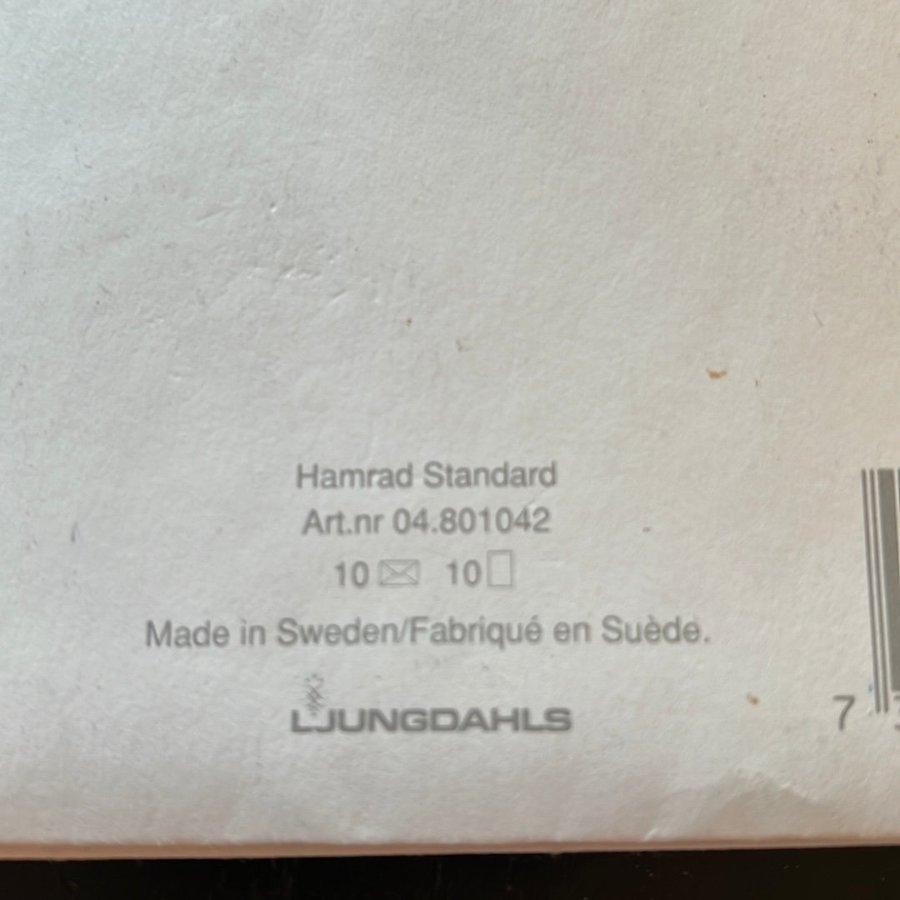 Hamrad Standard
Art.nr 04.801042
10 10
Made in Sweden/Fabriqué en Suède.
LJUNGDAHLS
7